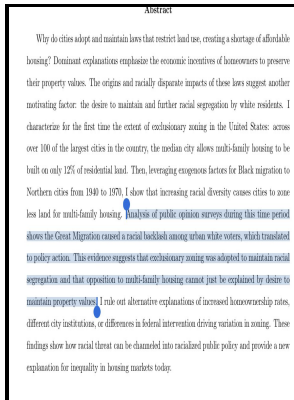 Abstract
Why do cities adopt and maintain laws that restrict land use, creating a shortage of affordable
housing? Dominant explanations emphasize the economic incentives of homeowners to preserve
their property values. The origins and racially disparate impacts of these laws suggest another
motivating factor: the desire to maintain and further racial segregation by white residents. I
characterize for the first time the extent of exclusionary zoning in the United States: across
over 100 of the largest cities in the country, the median city allows multi-family housing to be
built on only 12% of residential land. Then, leveraging exogenous factors for Black migration to
Northern cities from 1940 to 1970, I show that increasing racial diversity causes cities to zone
less land for multi-family housing. Analysis of public opinion surveys during this time period
shows the Great Migration caused a racial backlash among urban white voters, which translated
to policy action. This evidence suggests that exclusionary zoning was adopted to maintain racial
segregation and that opposition to multi-family housing cannot just be explained by desire to
maintain property values. I rule out alternative explanations of increased homeownership rates,
different city institutions, or differences in federal intervention driving variation in zoning. These
findings show how racial threat can be channeled into racialized public policy and provide a new
explanation for inequality in housing markets today.